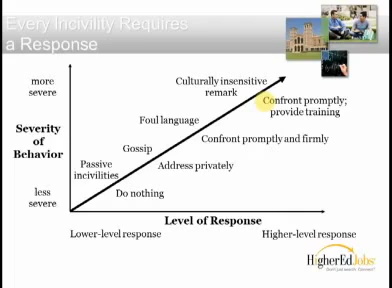 Every Incivility Requires
a Response
more
severe
Culturally insensitive
remark
Confront promptly;
provide training
Foul language
Severity
of
Behavior
Confront promptly and firmly
Gossip
Passive
incivilities
Address privately
less
severe
Do nothing
Level of Response
Lower-level response
Higher-level response
HigherEdJobs